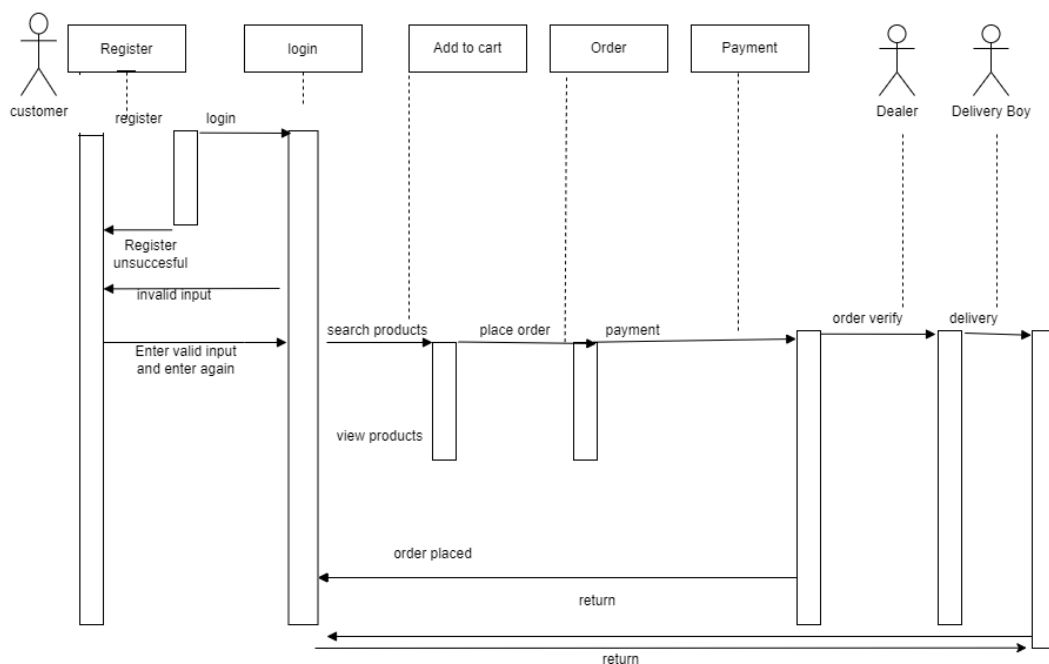 Register
login
Add to cart
Order
Payment
customer
Dealer
Delivery Boy
register
login
Register
unsuccesful
invalid input
search products
place order
payment
order verify
delivery
Enter valid input
and enter again
view products
order placed
return
return